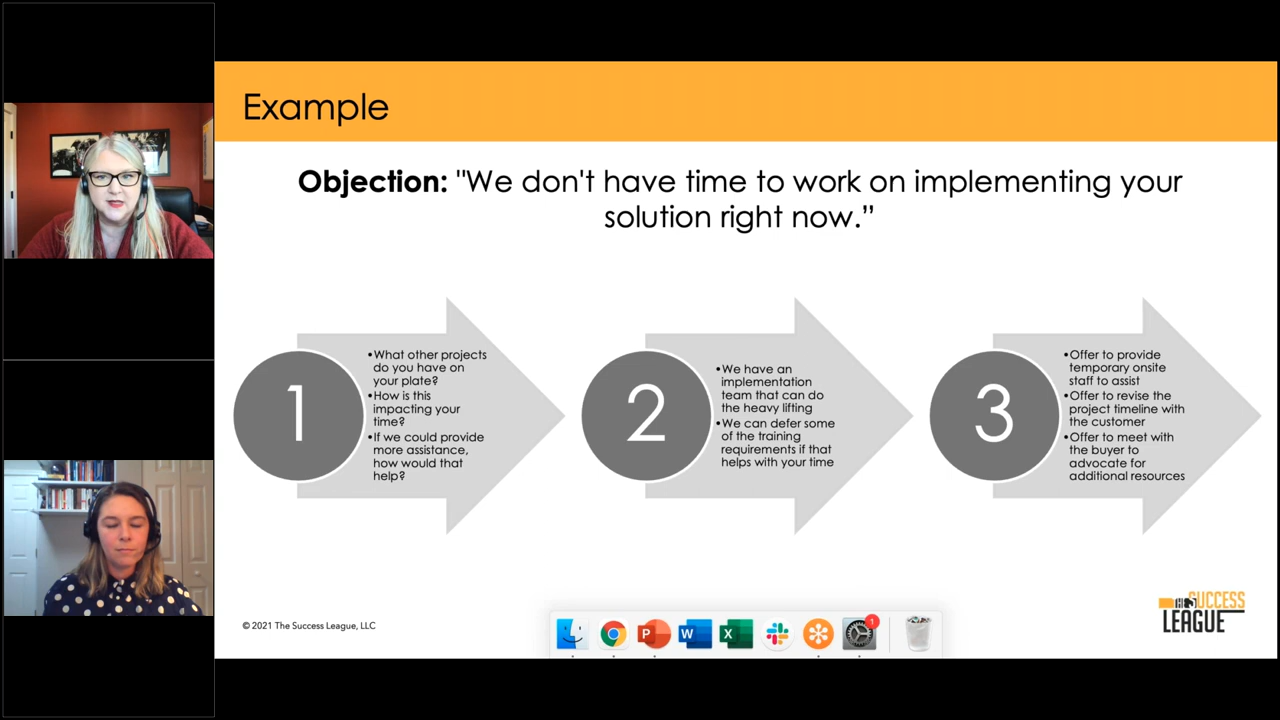 Example
Objection: "We don't have time to work on implementing your
solution right now.”
1
•What other projects
do you have on
your plate?
•How is this
impacting your
time?
•If we could provide
more assistance,
how would that
help?
2
•We have an
implementation
team that can do
the heavy lifting
•We can defer some
of the training
requirements if that
helps with your time
3
•Offer to provide
temporary onsite
staff to assist
•Offer to revise the
project timeline with
the customer
•Offer to meet with
the buyer to
advocate for
additional resources
© 2021 The Success League, LLC
P
W
X
1
THE SUCCESS
LEAGUE